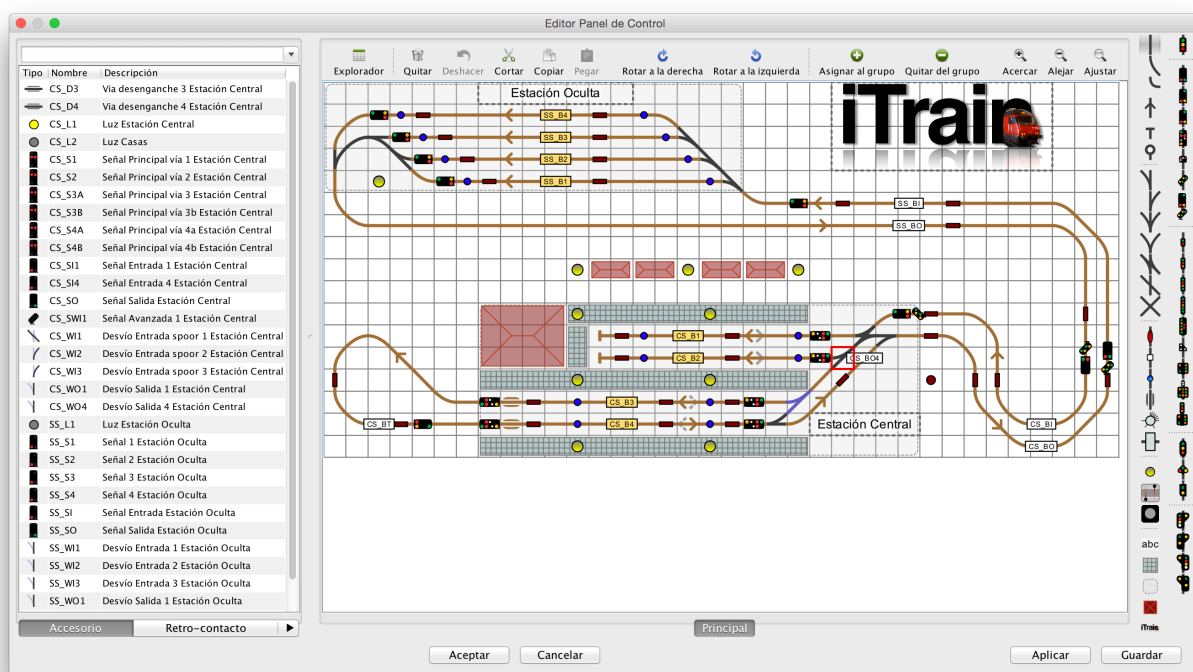 Editor Panel de Control
Tipo Nombre Descripción
CS_D3 Via desenganche 3 Estación Central
CS_D4 Via desenganche 4 Estación Central
CS_L1 Luz Estación Central
CS_L2 Luz Casas
CS_S1 Señal Principal vía 1 Estación Central
CS_S2 Señal Principal vía 2 Estación Central
CS_S3A Señal Principal via 3 Estación Central
CS_S3B Señal Principal vía 3b Estación Central
CS_S4A Señal Principal vía 4a Estación Central
CS_S4B Señal Principal vía 4b Estación Central
CS_SI1 Señal Entrada 1 Estación Central
CS_SI4 Señal Entrada 4 Estación Central
CS_SO Señal Salida Estación Central
CS_SWI1 Señal Avanzada 1 Estación Central
CS_WI1 Desvío Entrada spoor 1 Estación Central
CS_WI2 Desvío Entrada spoor 2 Estación Central
CS_WI3 Desvío Entrada spoor 3 Estación Central
CS_WO1 Desvío Salida 1 Estación Central
CS_WO4 Desvío Salida 4 Estación Central
SS_L1 Luz Estación Oculta
SS_S1 Señal 1 Estación Oculta
SS_S2 Señal 2 Estación Oculta
SS_S3 Señal 3 Estación Oculta
SS_S4 Señal 4 Estación Oculta
SS_SI Señal Entrada Estación Oculta
SS_SO Señal Salida Estación Oculta
SS_WI1 Desvío Entrada 1 Estación Oculta
SS_WI2 Desvío Entrada 2 Estación Oculta
SS_WI3 Desvío Entrada 3 Estación Oculta
SS_WO1 Desvío Salida 1 Estación Oculta
Accesorio Retro-contacto
Explorador Quitar Deshacer Cortar Copiar Pegar Rotar a la derecha Rotar a la izquierda Asignar al grupo Quitar del grupo Acercar Alejar Ajustar
Estación Oculta
iTrain
SS_B4
SS_B3
SS_B2
SS_B1
SS_BI
SS_BO
CS_B1
CS_B2
CS_BO4
CS_B3
CS_BT
CS_B4
Estación Central
CS_BI
CS_BO
abc
iTrain
Principal
Aceptar Cancelar Aplicar Guardar